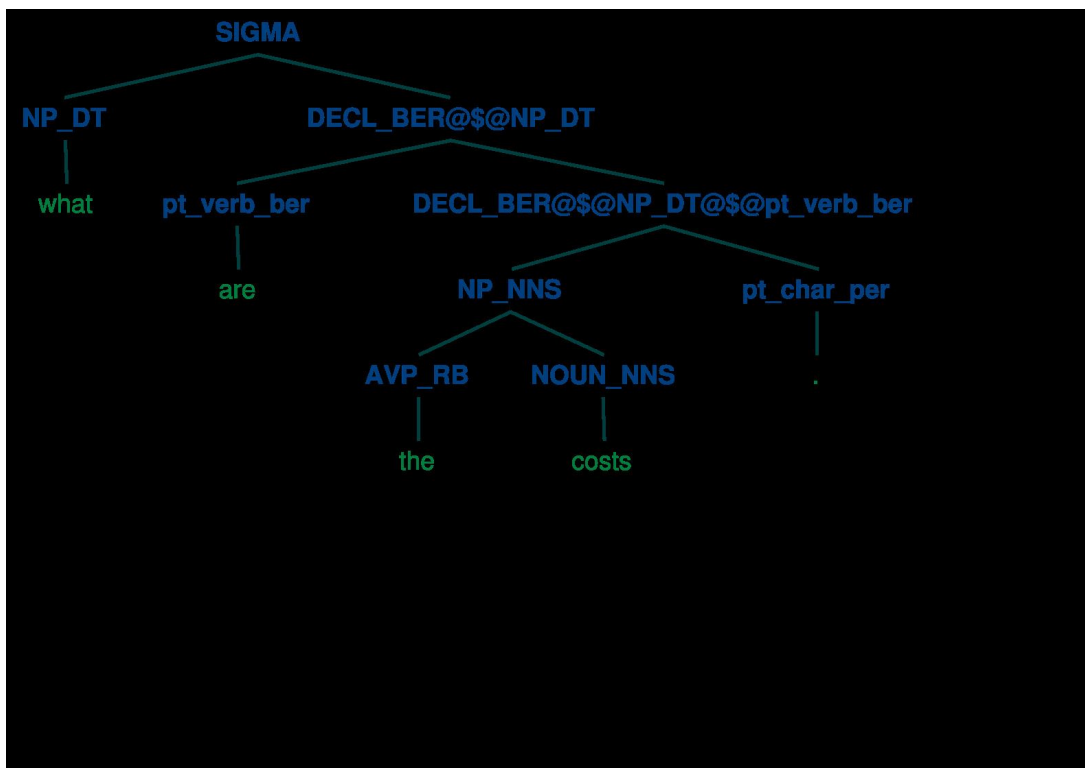 SIGMA
NP_DT DECL_BER@$@NP_DT
what pt_verb_ber DECL_BER@$@NP_DT@$@pt_verb_ber
are NP_NNS pt_char_per
AVP_RB NOUN_NNS .
the costs